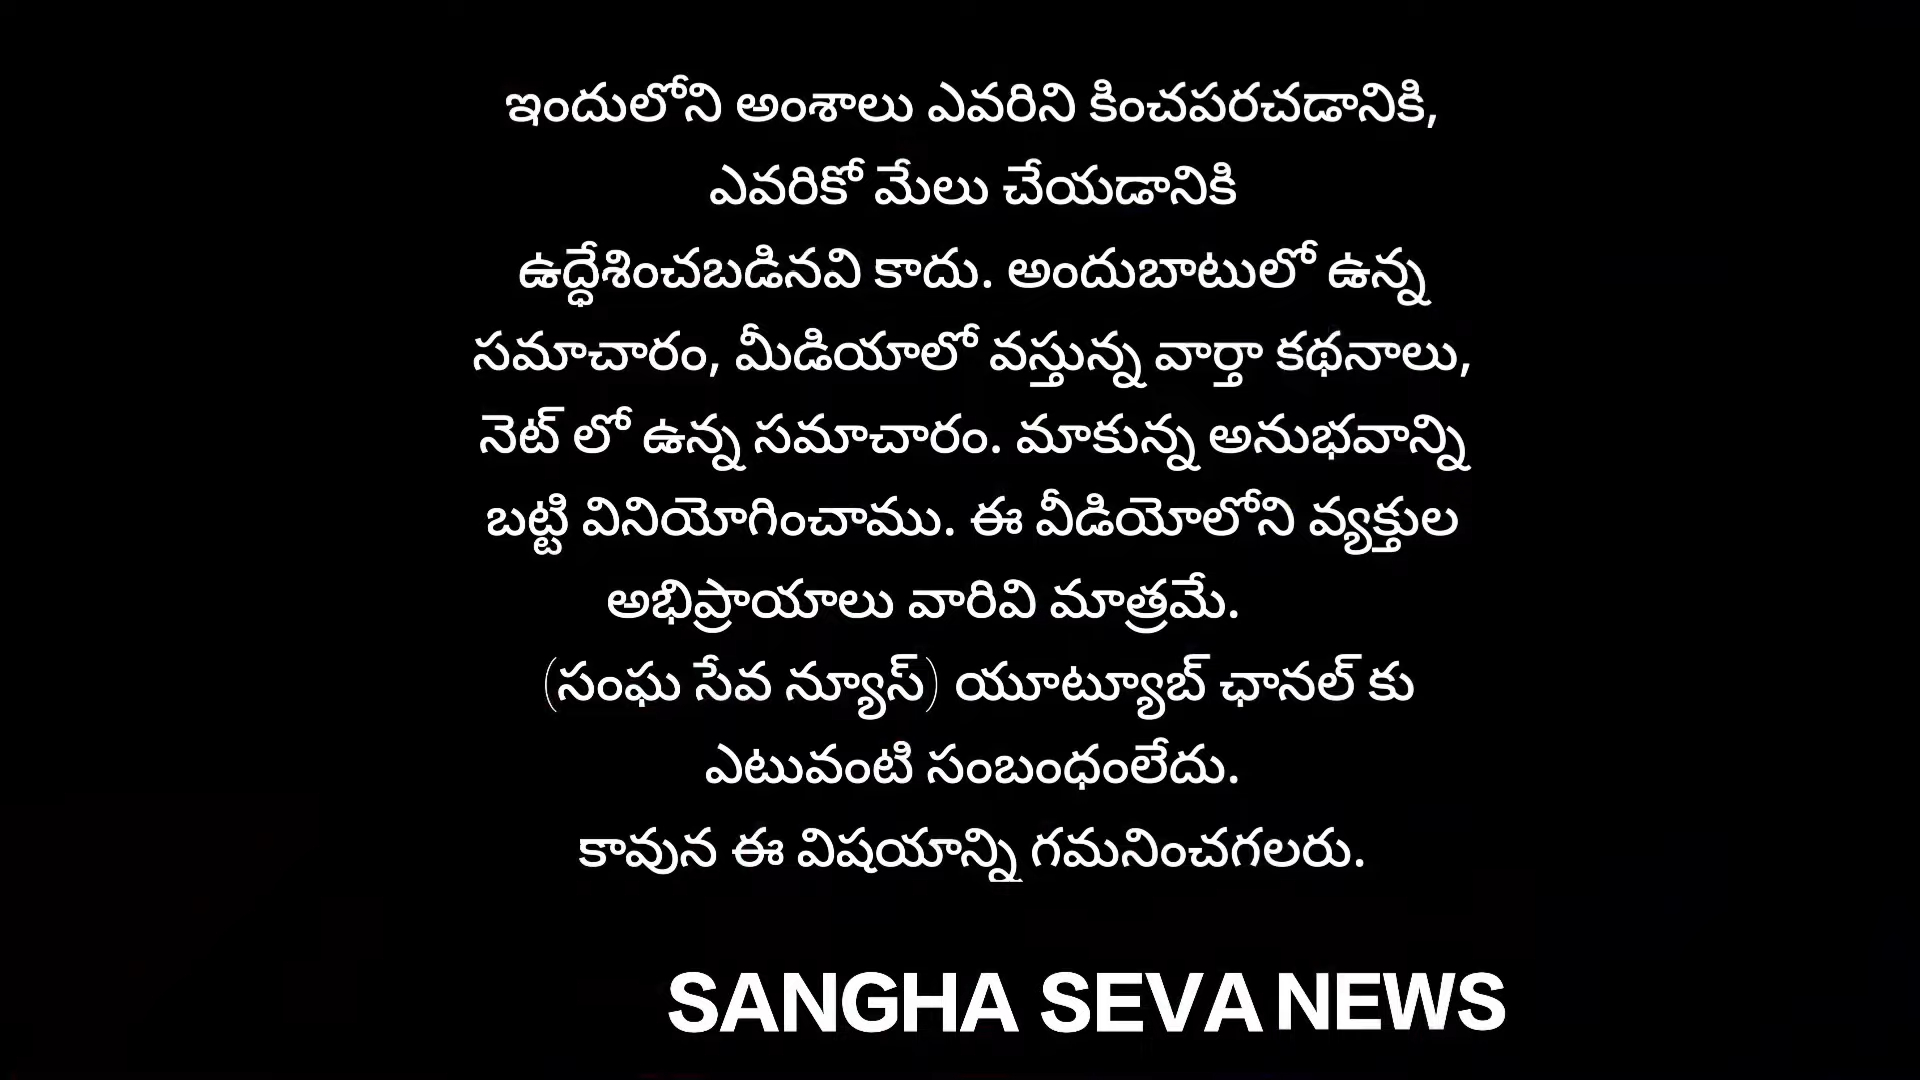 ఇందులోని అంశాలు ఎవరిని కించపరచడానికి,
ఎవరికో మేలు చేయడానికి
ఉద్ధేశించబడినవి కాదు. అందుబాటులో ఉన్న
సమాచారం, మీడియాలో వస్తున్న వార్తా కథనాలు,
నెట్ లో ఉన్న సమాచారం. మాకున్న అనుభవాన్ని
బట్టి వినియోగించాము. ఈ వీడియోలోని వ్యక్తుల
అభిప్రాయాలు వారివి మాత్రమే.
(సంఘ సేవ న్యూస్) యూట్యూబ్ ఛానల్ కు
ఎటువంటి సంబంధంలేదు.
కావున ఈ విషయాన్ని గమనించగలరు.
SANGHA SEVA NEWS